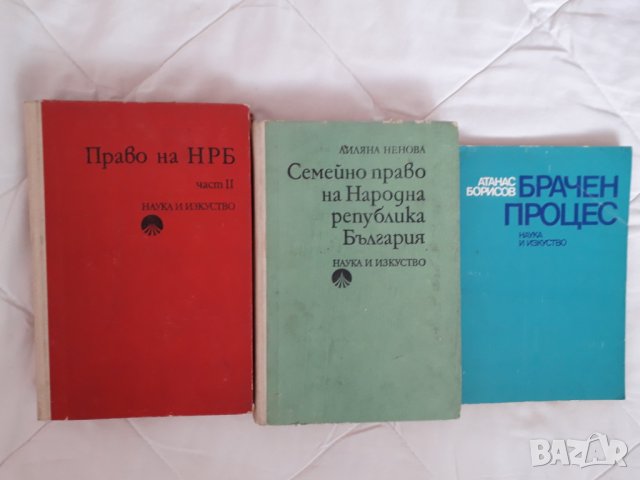 Право на НРБ
част II
НАУКА И ИЗКУСТВО
ЛИЛЯНА НЕНОВА
Семейно право
на Народна
република
България
НАУКА И ИЗКУСТВО
АТАНАС
БОРИСОВ
БРАЧЕН
ПРОЦЕС
НАУКА
И ИЗКУСТВО
BAZAR